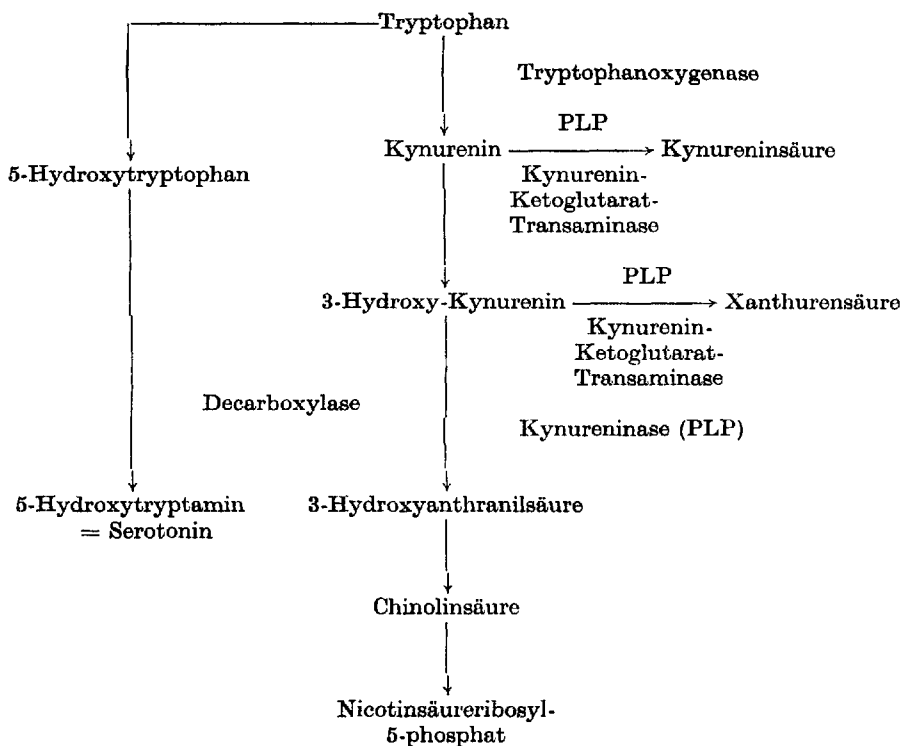 Tryptophan
Tryptophanoxygenase
PLP
Kynurenin
Kynureninsäure
5-Hydroxytryptophan
Kynurenin-
Ketoglutarat-
Transaminase
PLP
3-Hydroxy-Kynurenin
Xanthurensäure
Kynurenin-
Ketoglutarat-
Transaminase
Decarboxylase
Kynureninase (PLP)
5-Hydroxytryptamin
= Serotonin
3-Hydroxyanthranilsäure
Chinolinsäure
Nicotinsäureribosyl-
5-phosphat